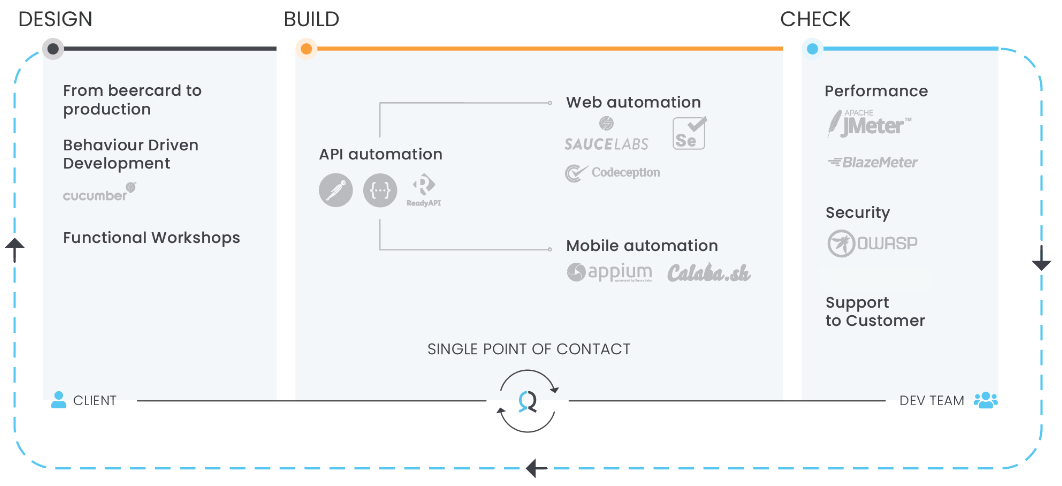 DESIGN
From beercard to
production
Behaviour Driven
Development
cucumber
Functional Workshops
BUILD
API automation
{...}
ReadyAPI
Web automation
SAUCELABS
Se
Codeception
Mobile automation
appium
Calaba.sh
CHECK
Performance
APACHE
JMeter™
BlazeMeter
Security
OWASP
Support
to Customer
SINGLE POINT OF CONTACT
CLIENT
DEV TEAM